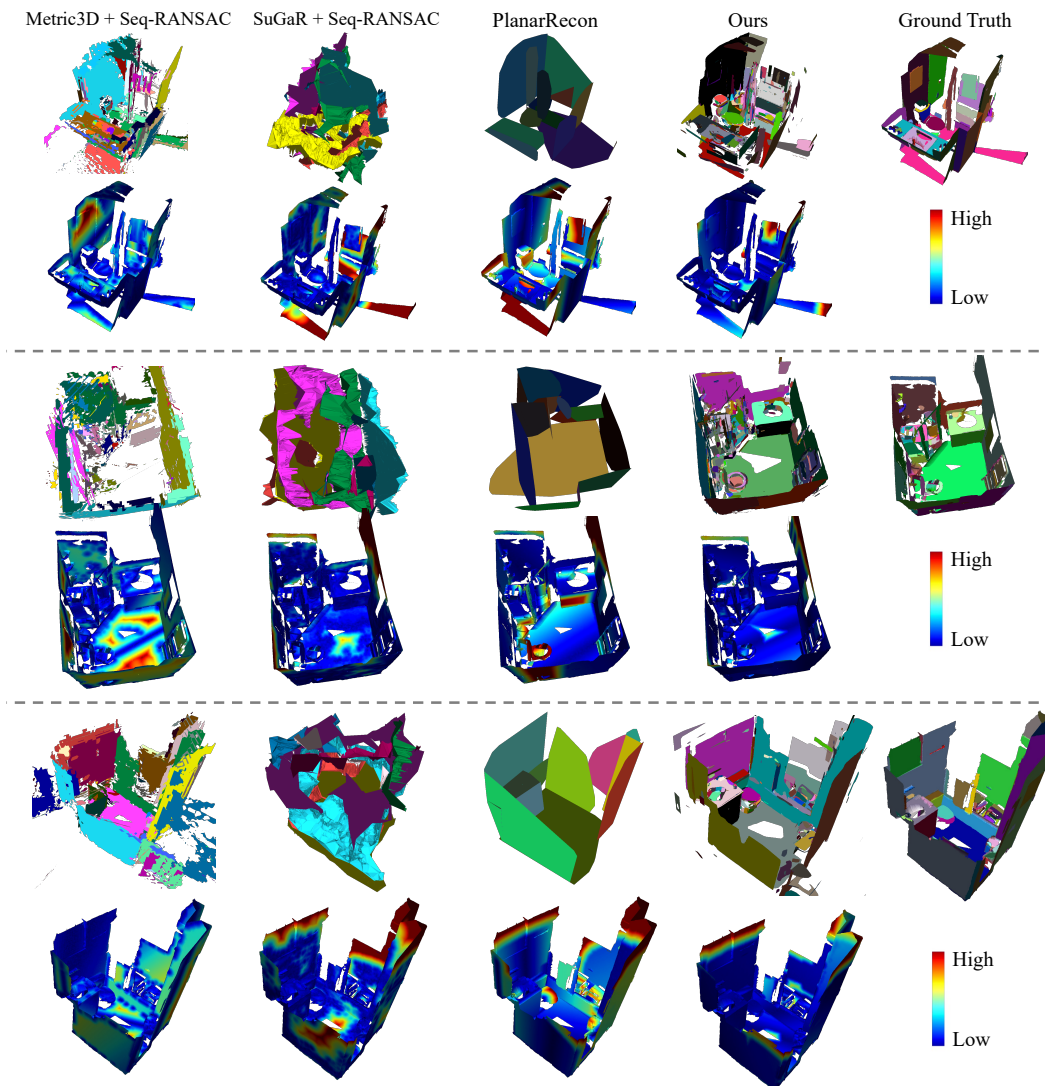 Metric3D + Seq-RANSAC SuGaR + Seq-RANSAC PlanarRecon Ours Ground Truth
High
Low
High
Low
High
Low